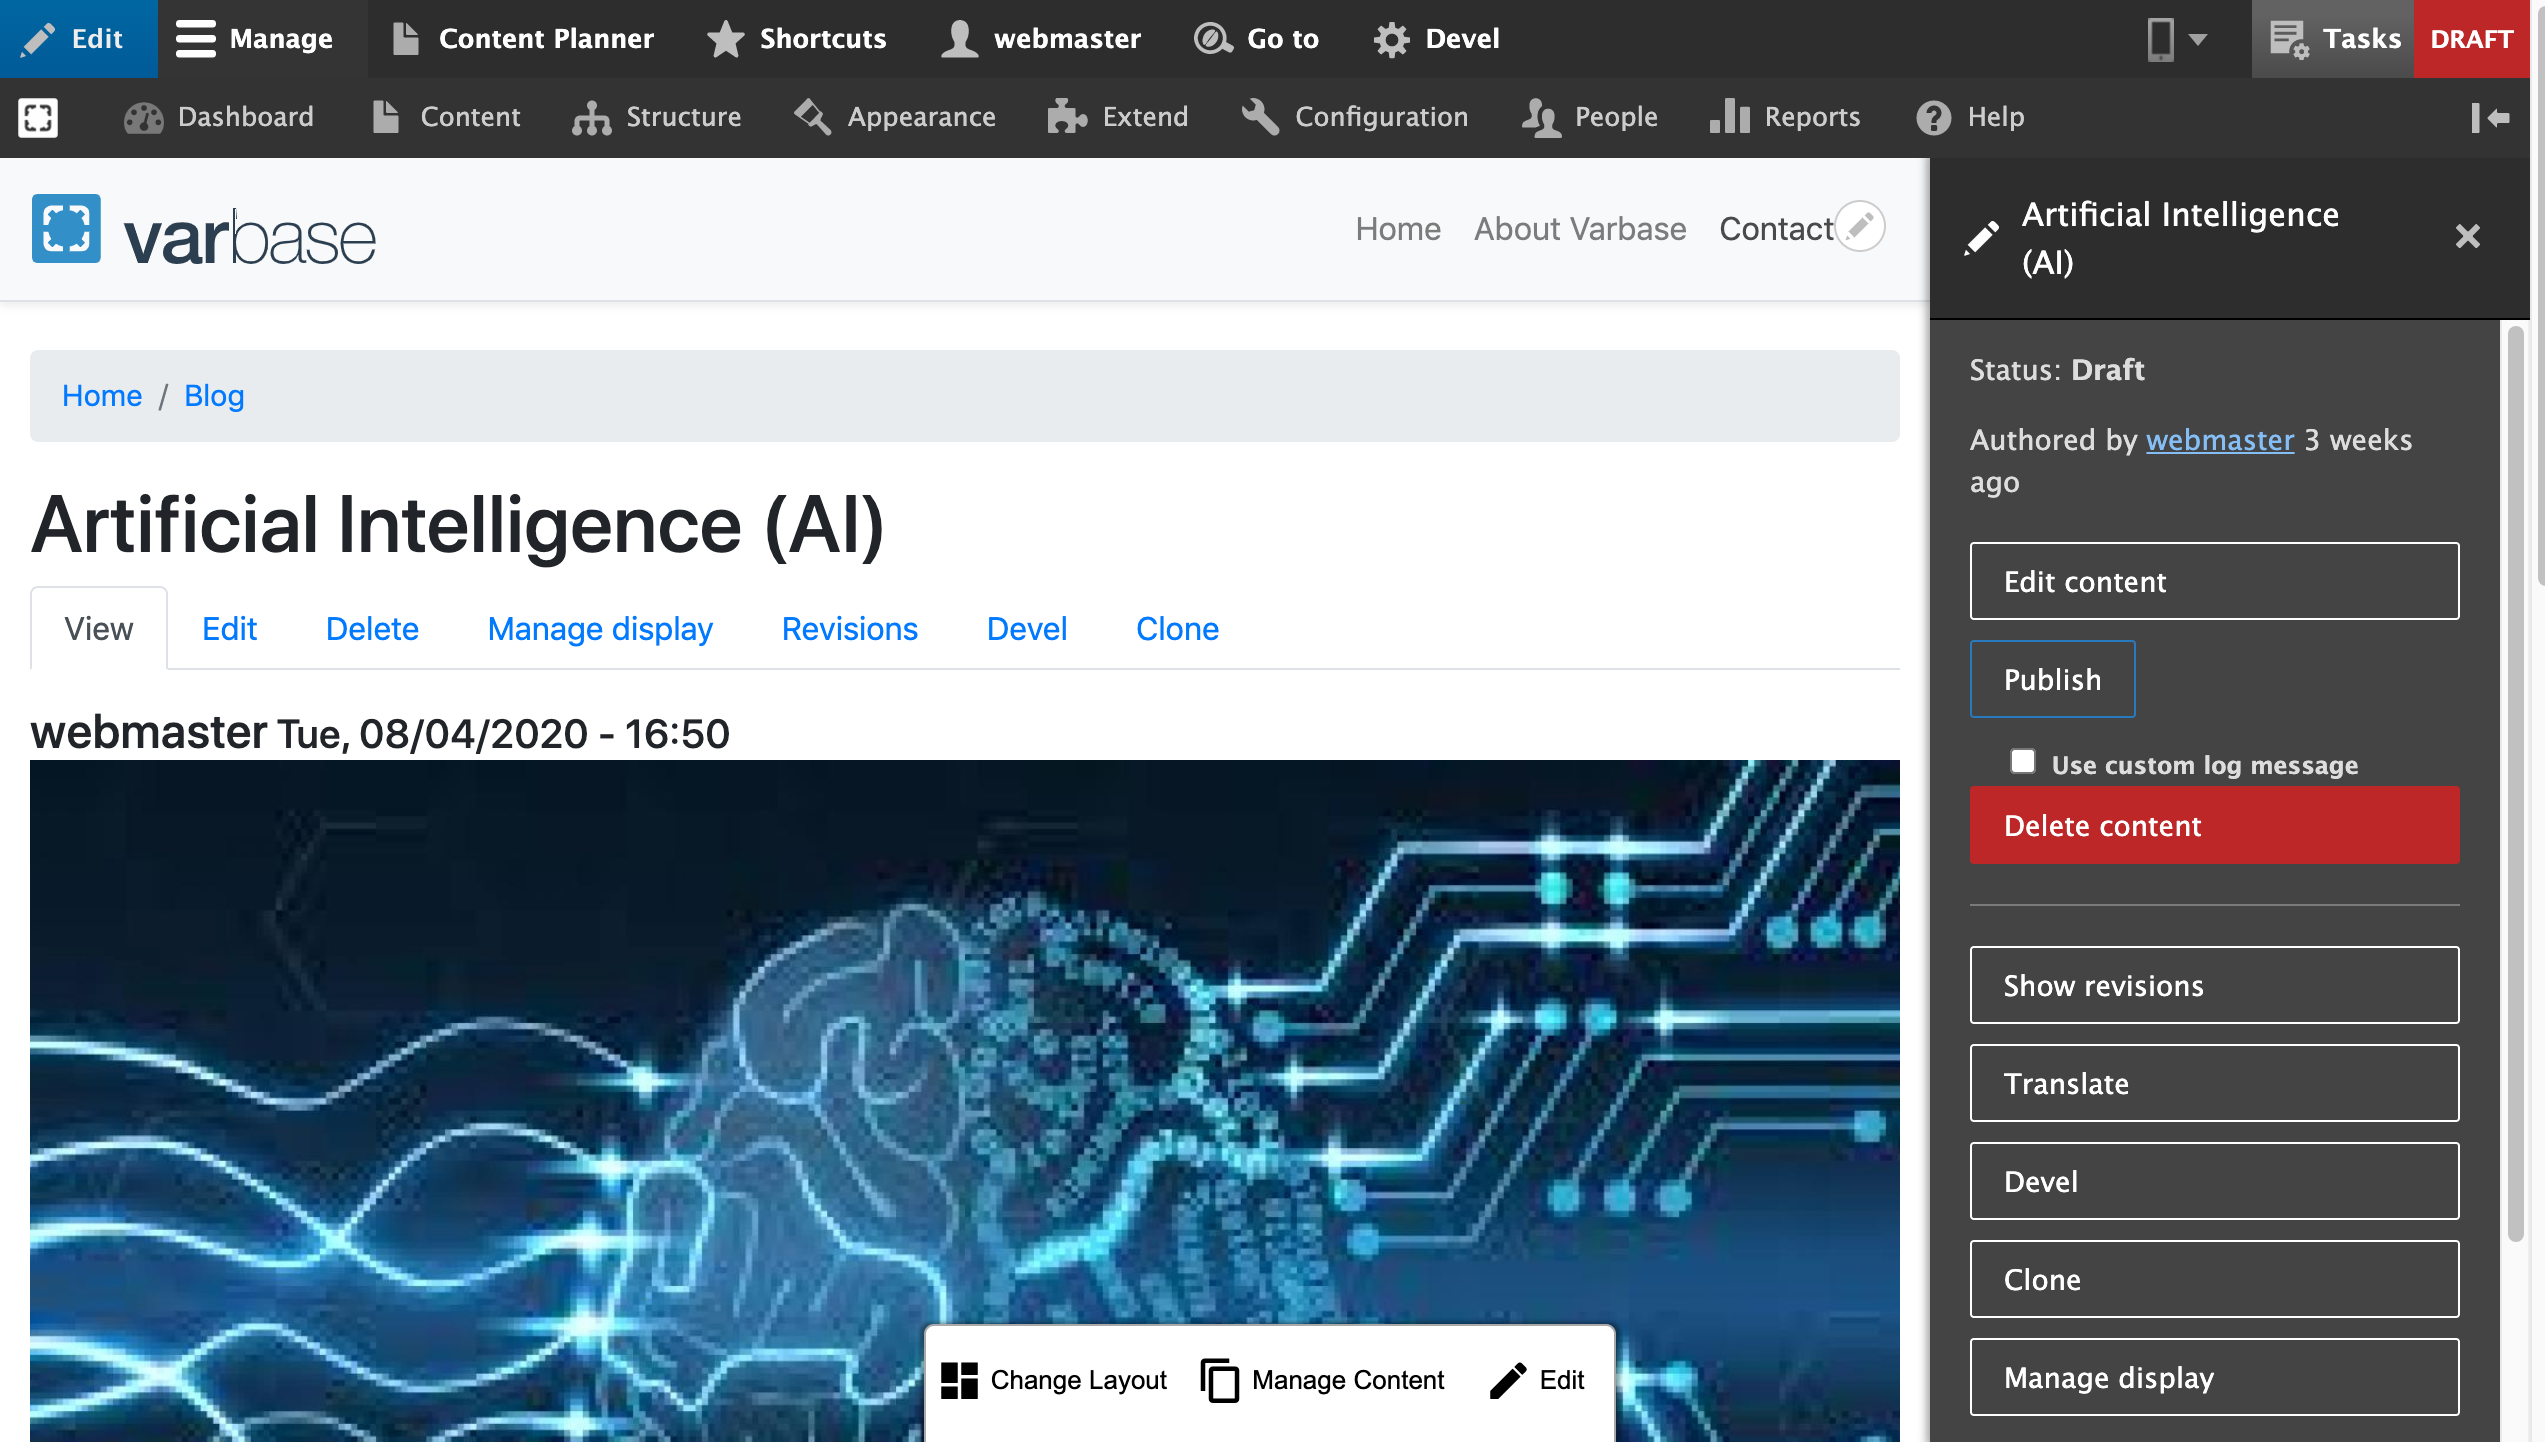 Edit Manage Content Planner Shortcuts webmaster Go to Devel Tasks DRAFT
Dashboard Content Structure Appearance Extend Configuration People Reports Help
varbase
Home About Varbase Contact
Home / Blog
Artificial Intelligence (AI)
View Edit Delete Manage display Revisions Devel Clone
webmaster Tue, 08/04/2020 - 16:50
Change Layout Manage Content Edit
Artificial Intelligence
(AI)
Status: Draft
Authored by webmaster 3 weeks
ago
Edit content
Publish
Use custom log message
Delete content
Show revisions
Translate
Devel
Clone
Manage display